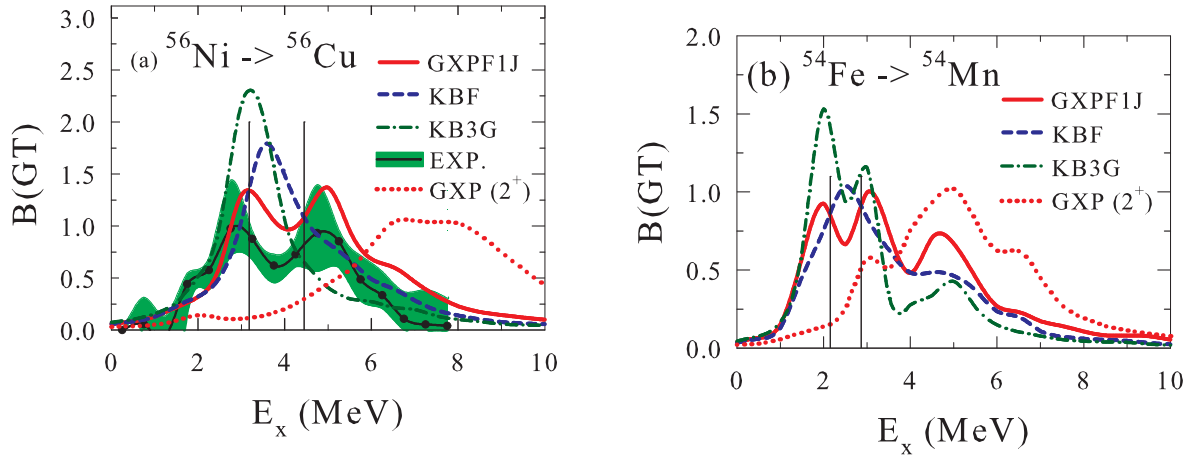 (a) ⁵⁶Ni -> ⁵⁶Cu
GXPF1J
KBF
KB3G
EXP.
GXP (2⁺)
B(GT)
3.0
2.5
2.0
1.5
1.0
0.5
0.0
0 2 4 6 8 10
Eₓ (MeV)
(b) ⁵⁴Fe -> ⁵⁴Mn
GXPF1J
KBF
KB3G
GXP (2⁺)
B(GT)
2.0
1.5
1.0
0.5
0.0
0 2 4 6 8 10
Eₓ (MeV)